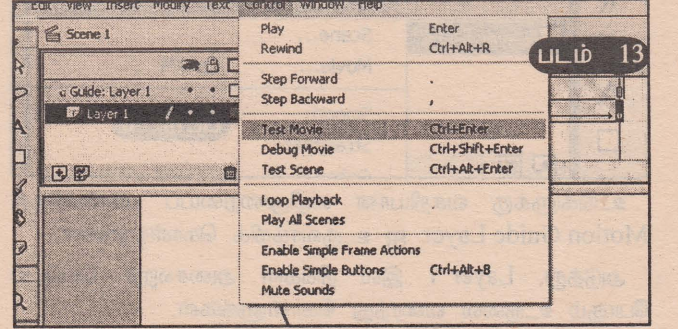 Edit View Insert Modify Text Control Window Help
Scene 1
Play Enter
Rewind Ctrl+Alt+R
படம் 13
Step Forward .
Step Backward ,
Guide: Layer 1
Layer 1
Test Movie Ctrl+Enter
Debug Movie Ctrl+Shift+Enter
Test Scene Ctrl+Alt+Enter
Loop Playback
Play All Scenes
Enable Simple Frame Actions
Enable Simple Buttons Ctrl+Alt+B
Mute Sounds